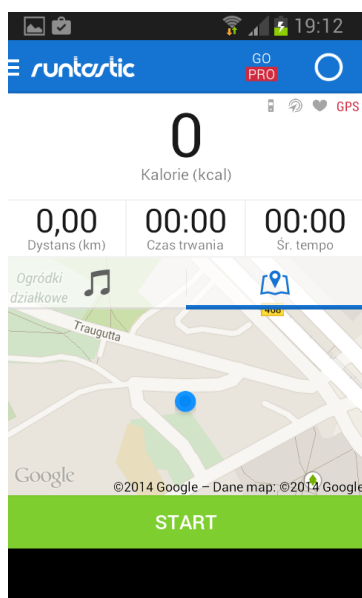 19:12
runtastic
GO
PRO
GPS
0
Kalorie (kcal)
0,00
00:00
00:00
Dystans (km)
Czas trwania
Śr. tempo
Ogródki
działkowe
468
Traugutta
Google
©2014 Google – Dane map: ©2014 Google
START